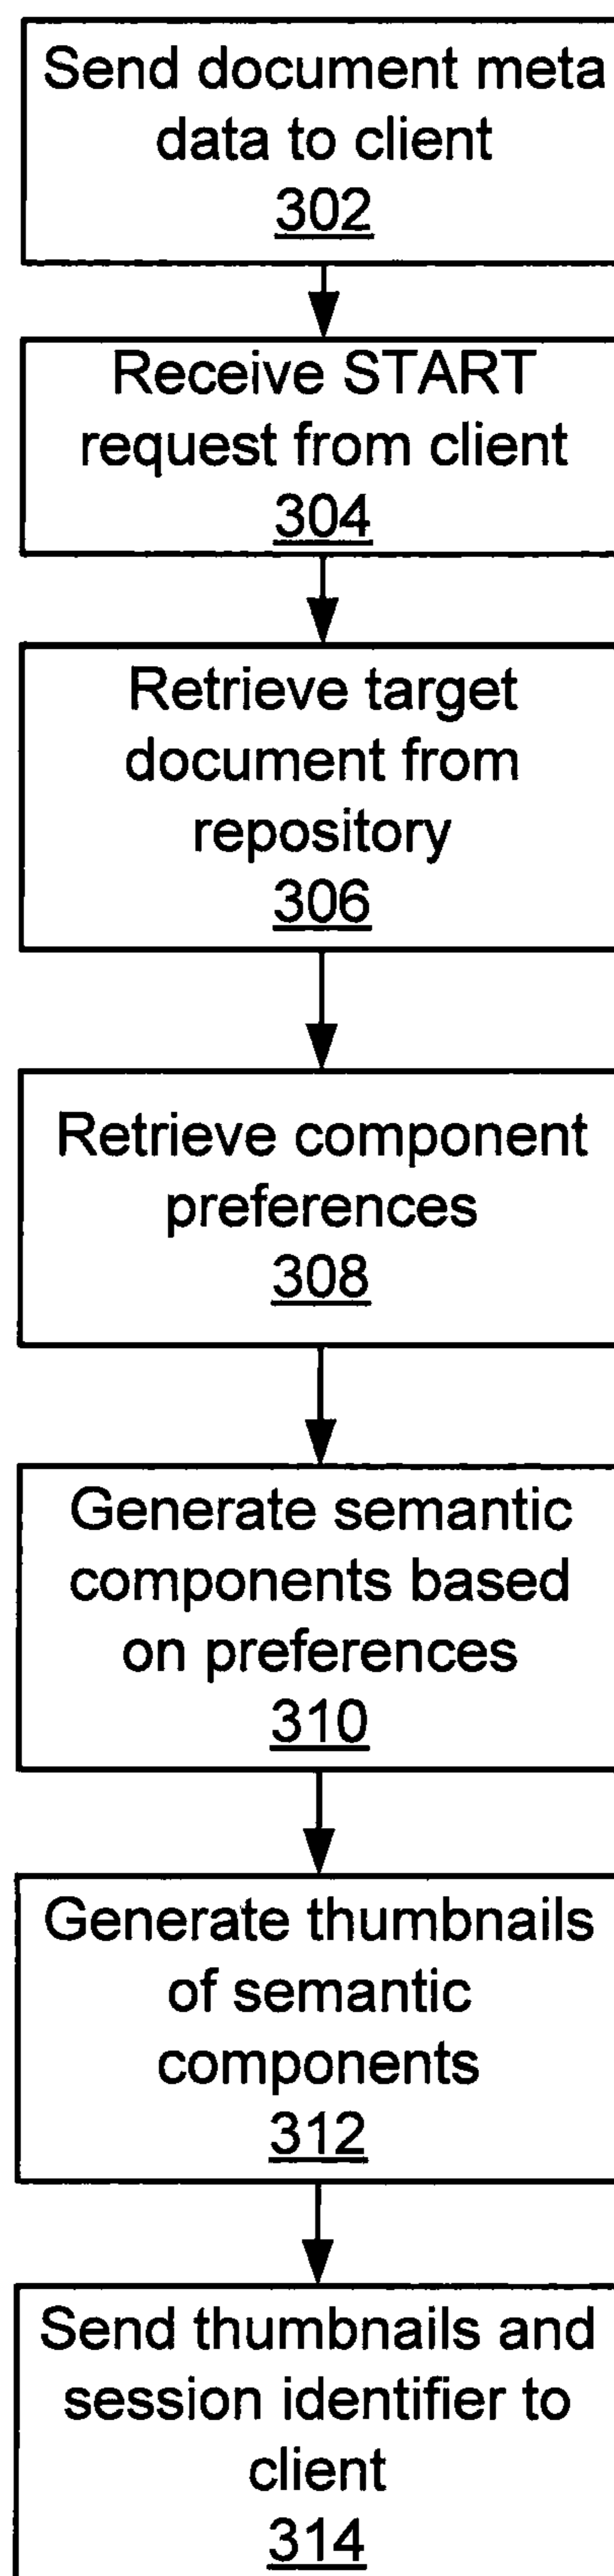 Send document meta
data to client
302
Receive START
request from client
304
Retrieve target
document from
repository
306
Retrieve component
preferences
308
Generate semantic
components based
on preferences
310
Generate thumbnails
of semantic
components
312
Send thumbnails and
session identifier to
client
314